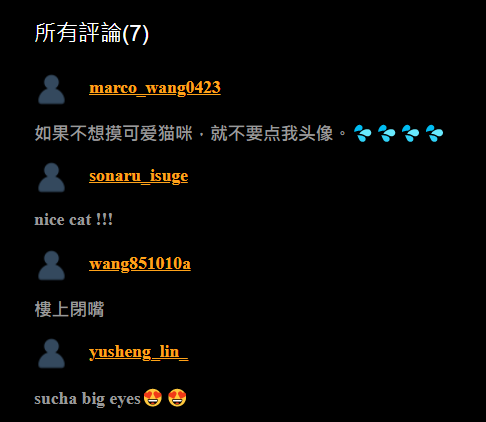 所有評論(7)
marco_wang0423
如果不想摸可爱猫咪，就不要点我头像。💦💦💦💦
sonaru_isuge
nice cat !!!
wang851010a
樓上閉嘴
yusheng_lin_
sucha big eyes😍😍